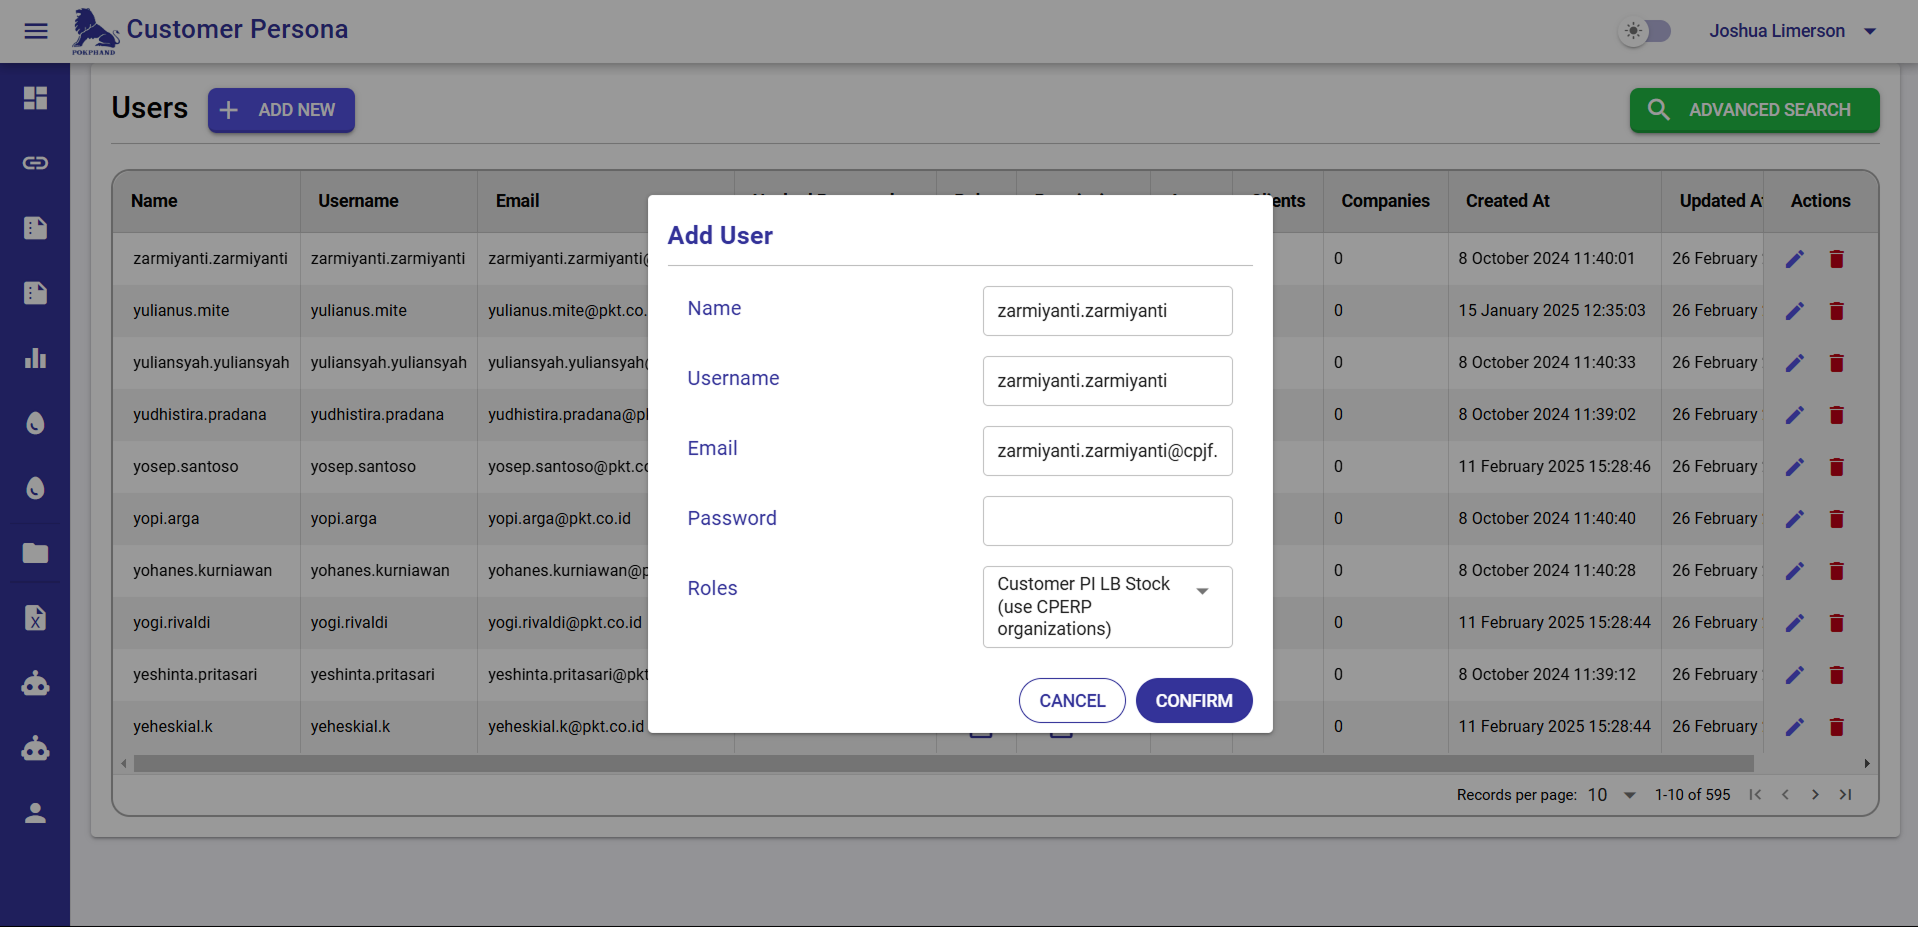 POKPHAND
Customer Persona
Joshua Limerson
Users
ADD NEW
ADVANCED SEARCH
Name Username Email Companies Created At Updated Actions
zarmiyanti.zarmiyanti zarmiyanti.zarmiyanti zarmiyanti.zarmiyanti 0 8 October 2024 11:40:01 26 February
yulianus.mite yulianus.mite yulianus.mite@pkt.co. 0 15 January 2025 12:35:03 26 February
yuliansyah.yuliansyah yuliansyah.yuliansyah yuliansyah.yuliansyah 0 8 October 2024 11:40:33 26 February
yudhistira.pradana yudhistira.pradana yudhistira.pradana@p 0 8 October 2024 11:39:02 26 February
yosep.santoso yosep.santoso yosep.santoso@pkt.c 0 11 February 2025 15:28:46 26 February
yopi.arga yopi.arga yopi.arga@pkt.co.id 0 8 October 2024 11:40:40 26 February
yohanes.kurniawan yohanes.kurniawan yohanes.kurniawan@p 0 8 October 2024 11:40:28 26 February
yogi.rivaldi yogi.rivaldi yogi.rivaldi@pkt.co.id 0 11 February 2025 15:28:44 26 February
yeshinta.pritasari yeshinta.pritasari yeshinta.pritasari@pkt 0 8 October 2024 11:39:12 26 February
yeheskial.k yeheskial.k yeheskial.k@pkt.co.id 0 11 February 2025 15:28:44 26 February
Records per page: 10 1-10 of 595
Add User
Name zarmiyanti.zarmiyanti
Username zarmiyanti.zarmiyanti
Email zarmiyanti.zarmiyanti@cpjf.
Password
Roles Customer PI LB Stock
(use CPERP
organizations)
CANCEL CONFIRM